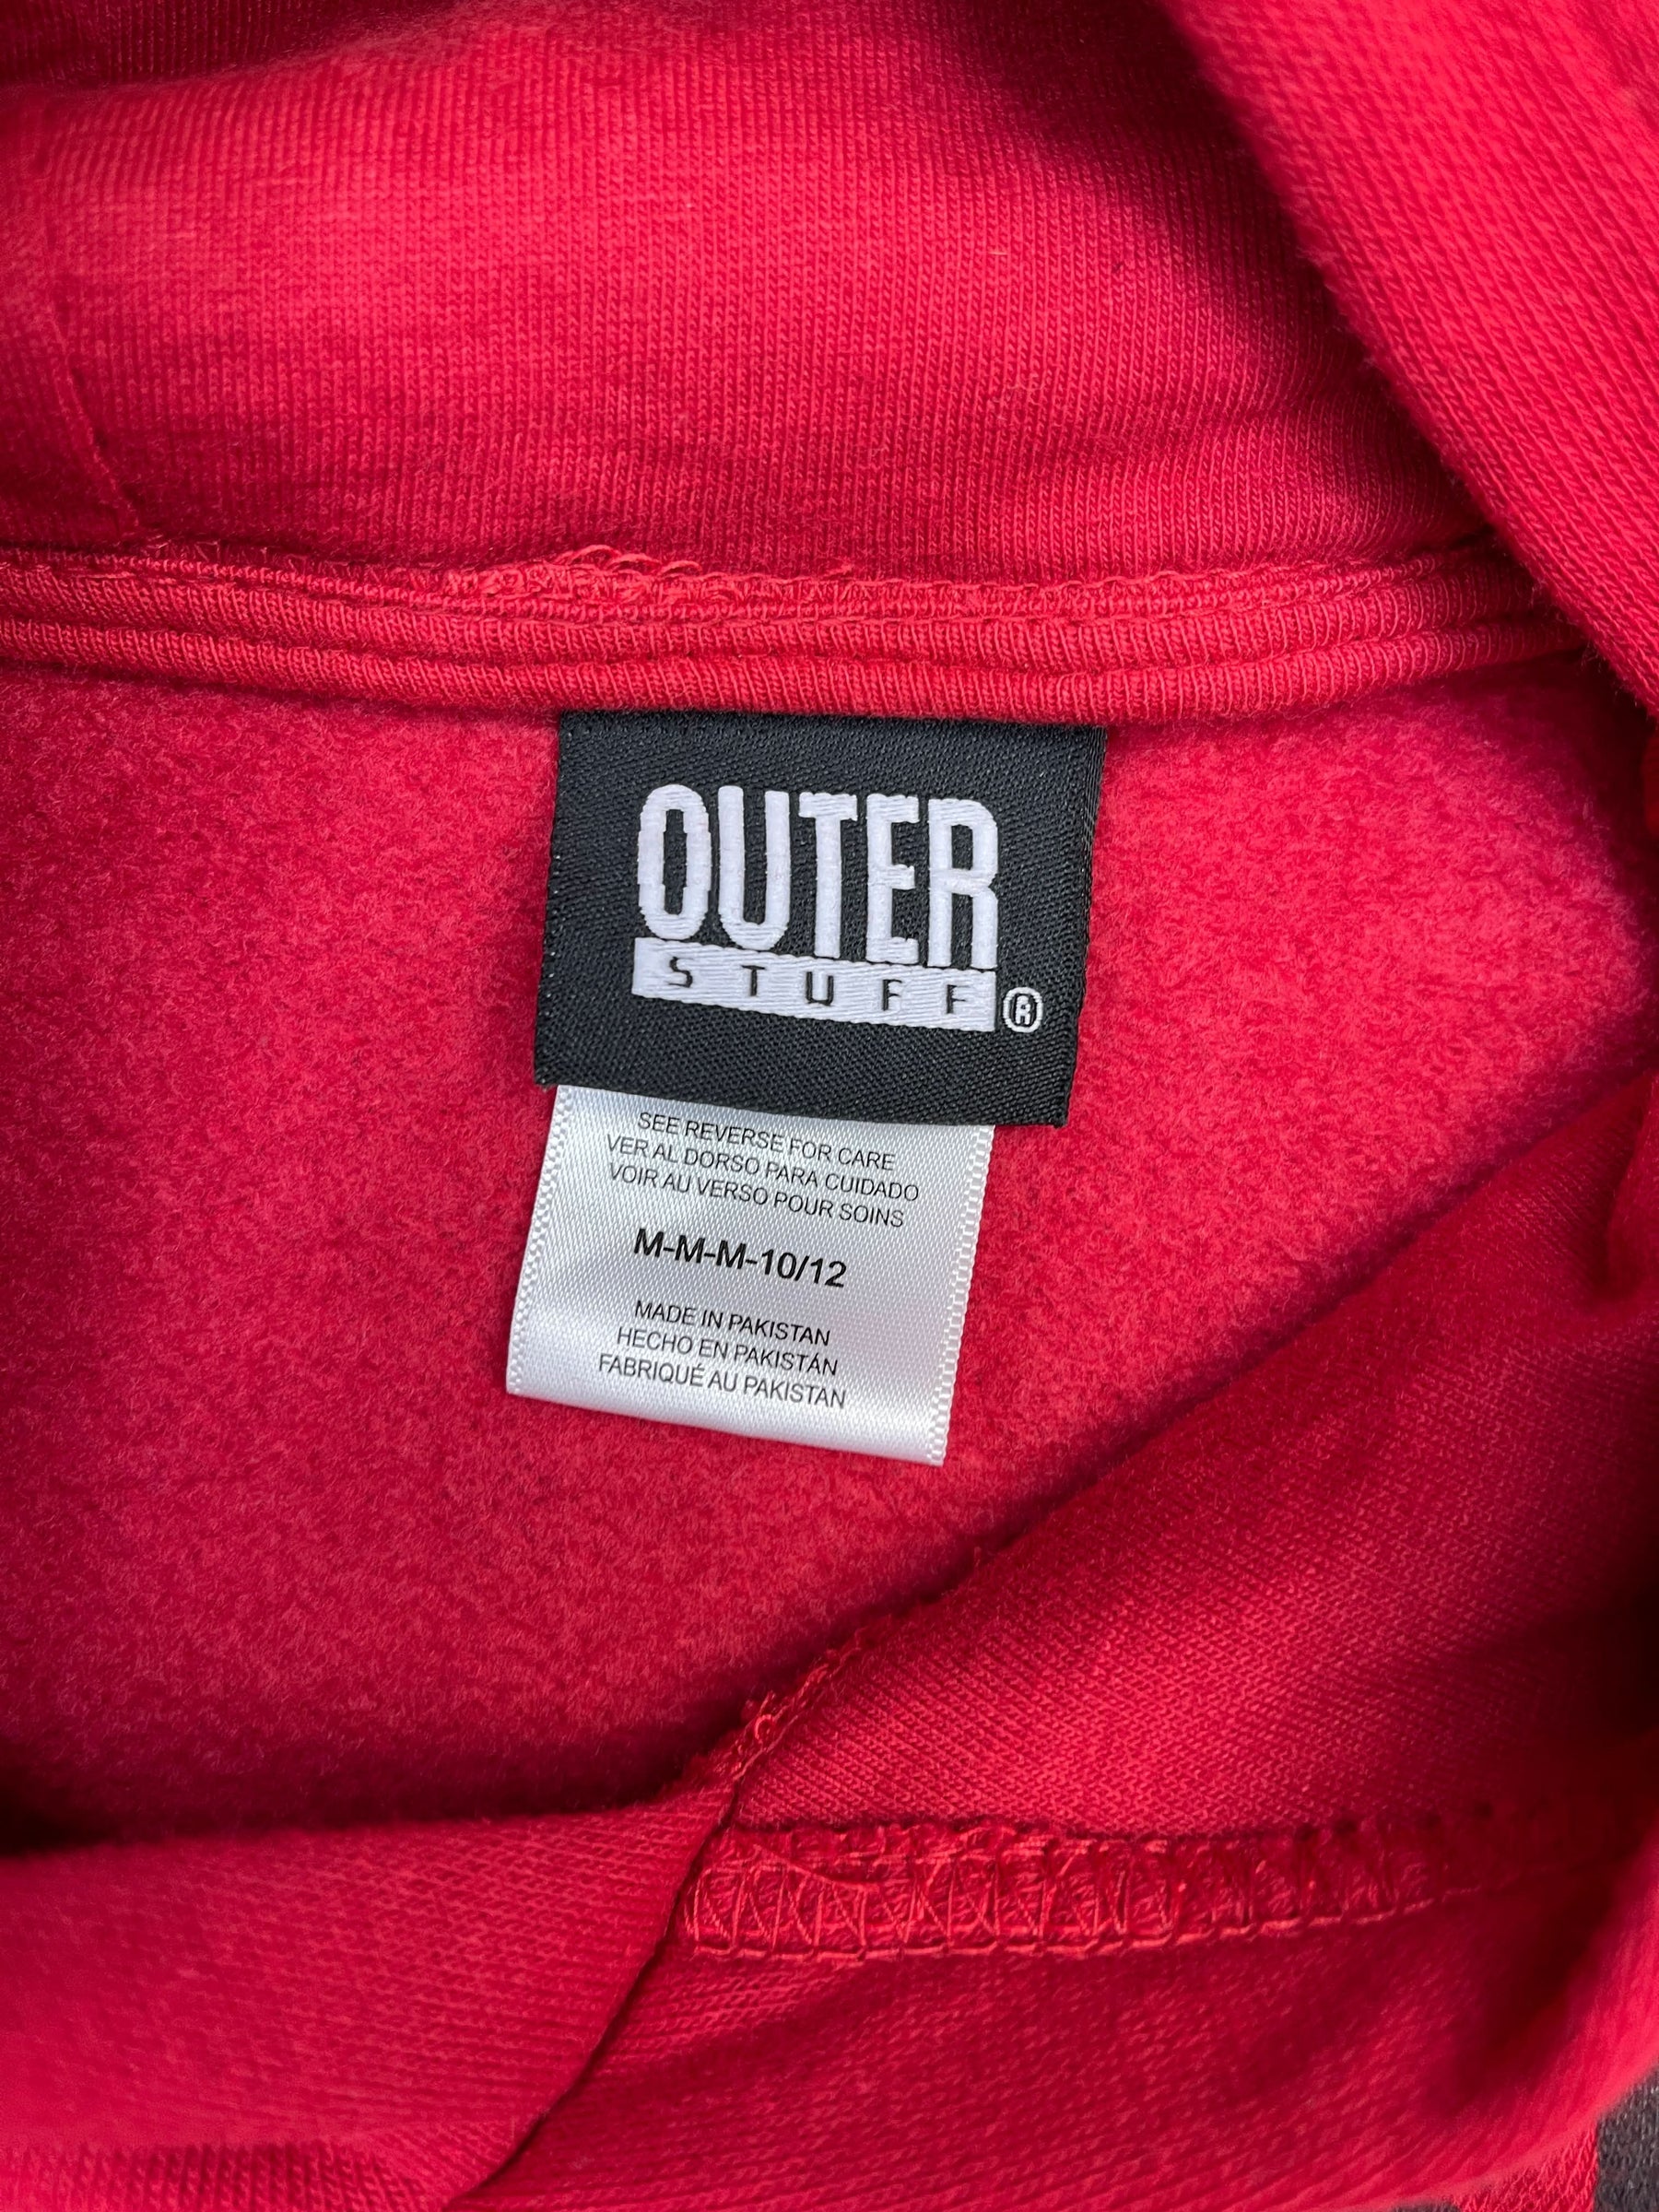 OUTER
STUFF®
SEE REVERSE FOR CARE
VER AL DORSO PARA CUIDADO
VOIR AU VERSO POUR SOINS
M-M-M-10/12
MADE IN PAKISTAN
HECHO EN PAKISTÁN
FABRIQUÉ AU PAKISTAN